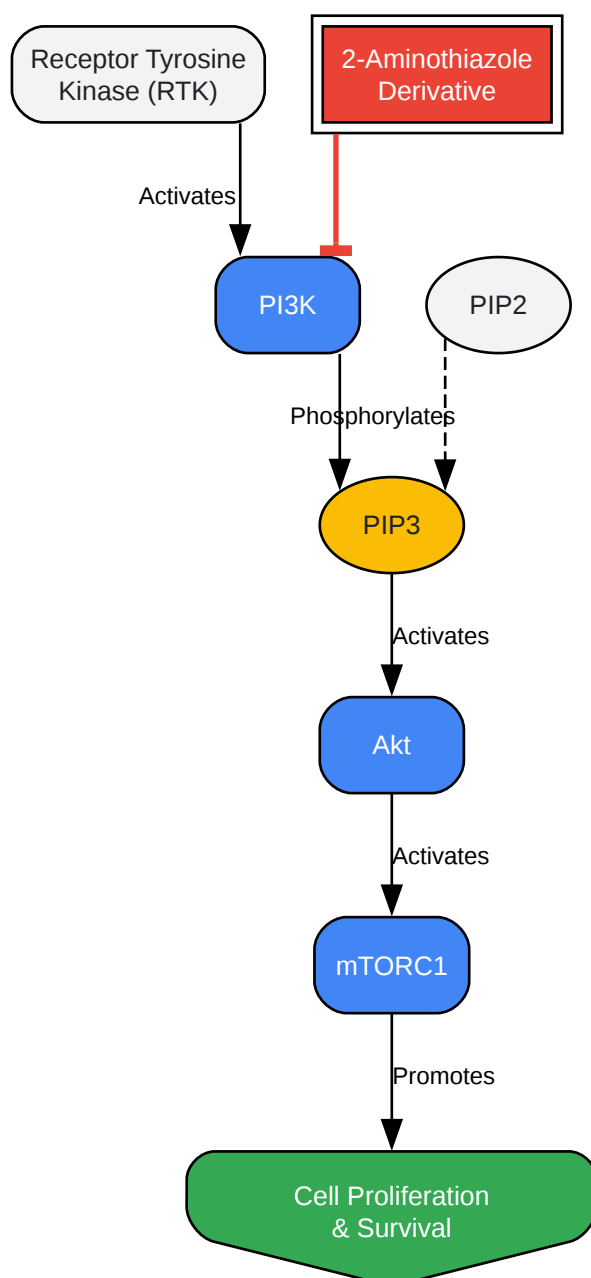 Receptor Tyrosine
Kinase (RTK)
2-Aminothiazole
Derivative
Activates
PI3K
PIP2
Phosphorylates
PIP3
Activates
Akt
Activates
mTORC1
Promotes
Cell Proliferation
& Survival